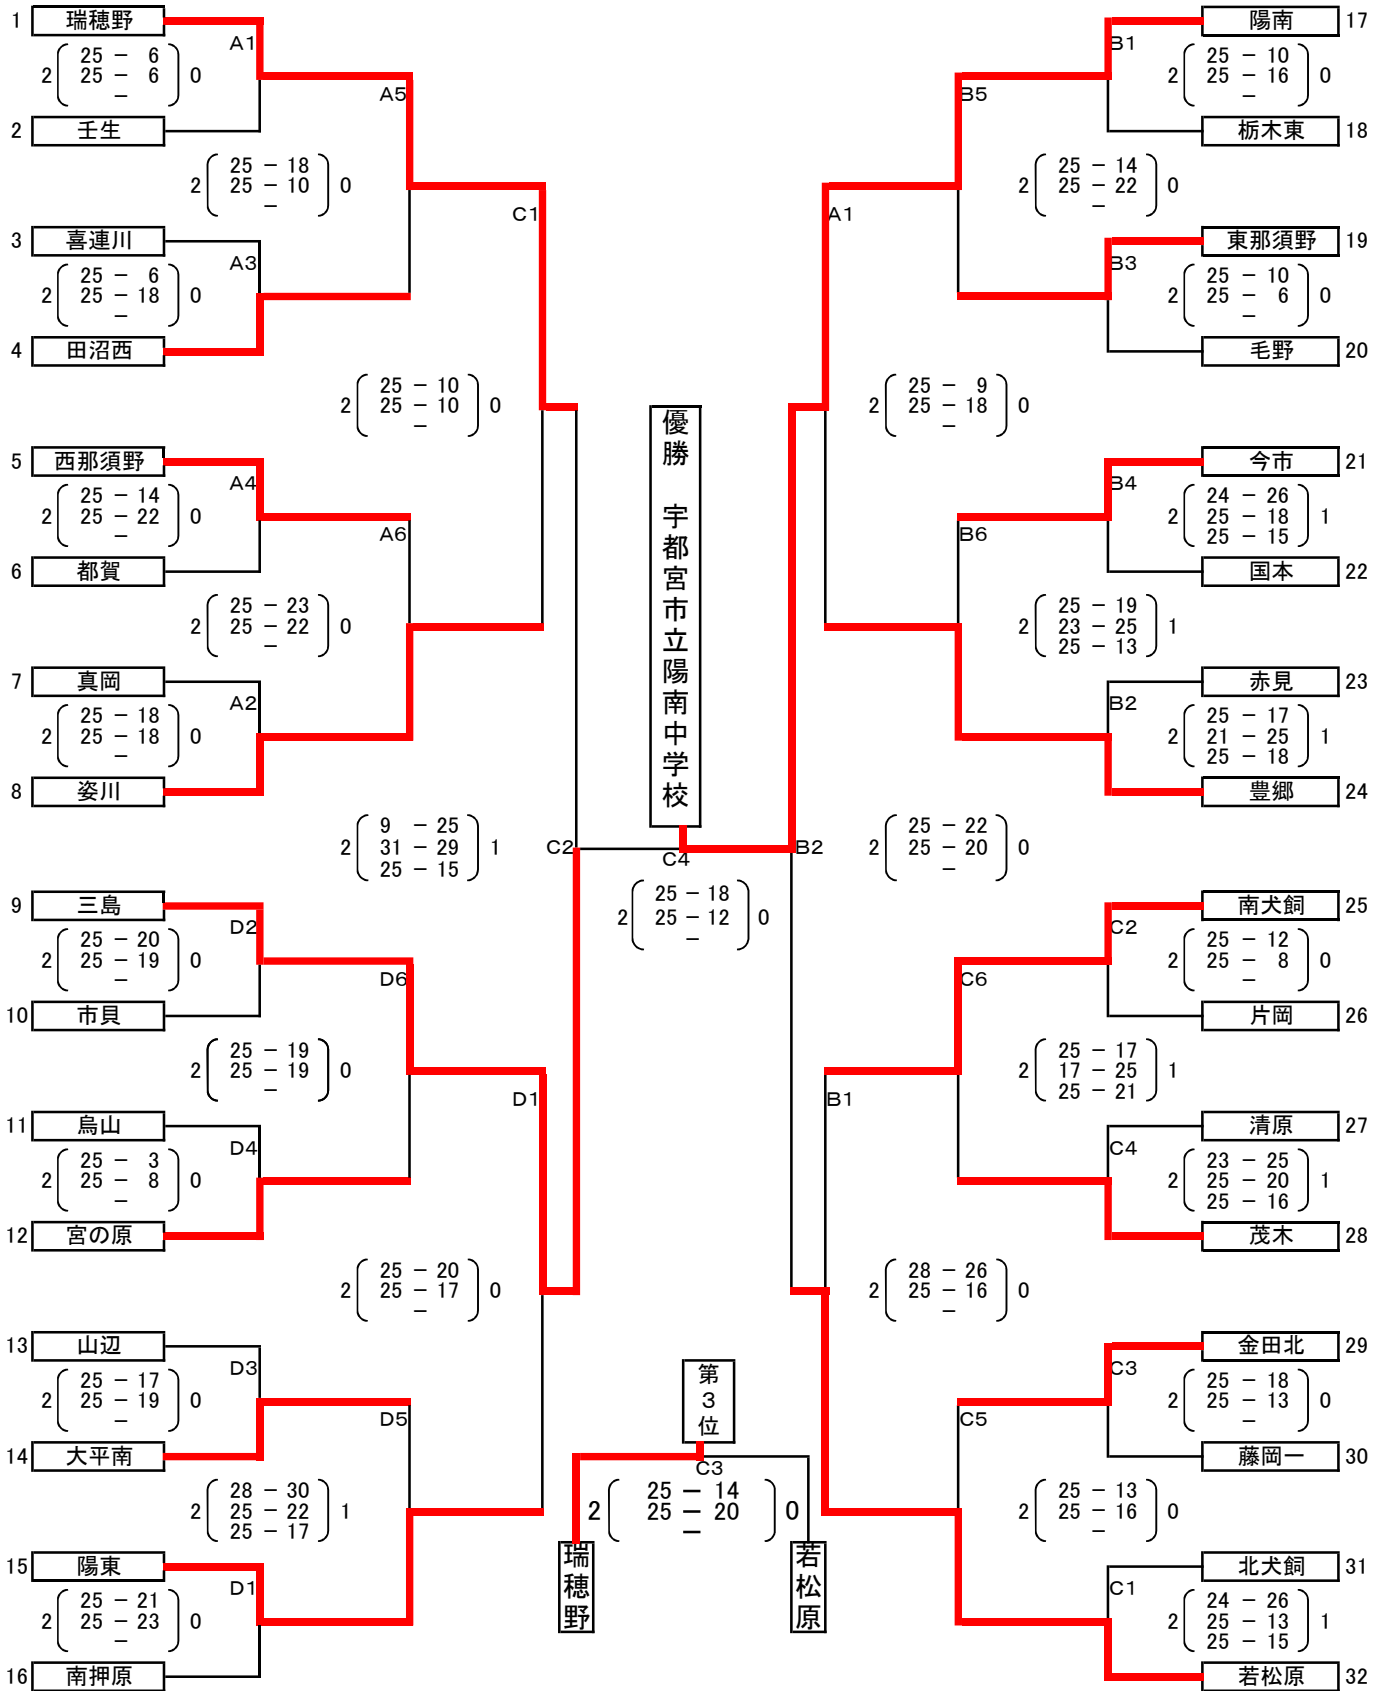 1 瑞穂野
A1
25 － 6
2 25 － 6 0
－
2 壬生
A5
25 － 18
2 25 － 10 0
－
3 喜連川
A3
25 － 6
2 25 － 18 0
－
4 田沼西
C1
25 － 10
2 25 － 10 0
－
5 西那須野
A4
25 － 14
2 25 － 22 0
－
6 都賀
A6
25 － 23
2 25 － 22 0
－
7 真岡
A2
25 － 18
2 25 － 18 0
－
8 姿川
9 － 25
2 31 － 29 1
25 － 15
C2
9 三島
D2
25 － 20
2 25 － 19 0
－
10 市貝
D6
25 － 19
2 25 － 19 0
－
11 烏山
D4
25 － 3
2 25 － 8 0
－
12 宮の原
D1
25 － 20
2 25 － 17 0
－
13 山辺
D3
25 － 17
2 25 － 19 0
－
14 大平南
D5
28 － 30
2 25 － 22 1
25 － 17
15 陽東
D1
25 － 21
2 25 － 23 0
－
16 南押原
優勝 宇都宮市立陽南中学校
C4
25 － 18
2 25 － 12 0
－
第3位
C3
25 － 14
2 25 － 20 0
－
瑞穂野
若松原
陽南 17
B1
25 － 10
2 25 － 16 0
－
栃木東 18
B5
25 － 14
2 25 － 22 0
－
東那須野 19
B3
25 － 10
2 25 － 6 0
－
毛野 20
A1
25 － 9
2 25 － 18 0
－
今市 21
B4
24 － 26
2 25 － 18 1
25 － 15
国本 22
B6
25 － 19
2 23 － 25 1
25 － 13
赤見 23
B2
25 － 17
2 21 － 25 1
25 － 18
豊郷 24
B2
25 － 22
2 25 － 20 0
－
南犬飼 25
C2
25 － 12
2 25 － 8 0
－
片岡 26
C6
25 － 17
2 17 － 25 1
25 － 21
清原 27
C4
23 － 25
2 25 － 20 1
25 － 16
茂木 28
B1
28 － 26
2 25 － 16 0
－
金田北 29
C3
25 － 18
2 25 － 13 0
－
藤岡一 30
C5
25 － 13
2 25 － 16 0
－
北犬飼 31
C1
24 － 26
2 25 － 13 1
25 － 15
若松原 32